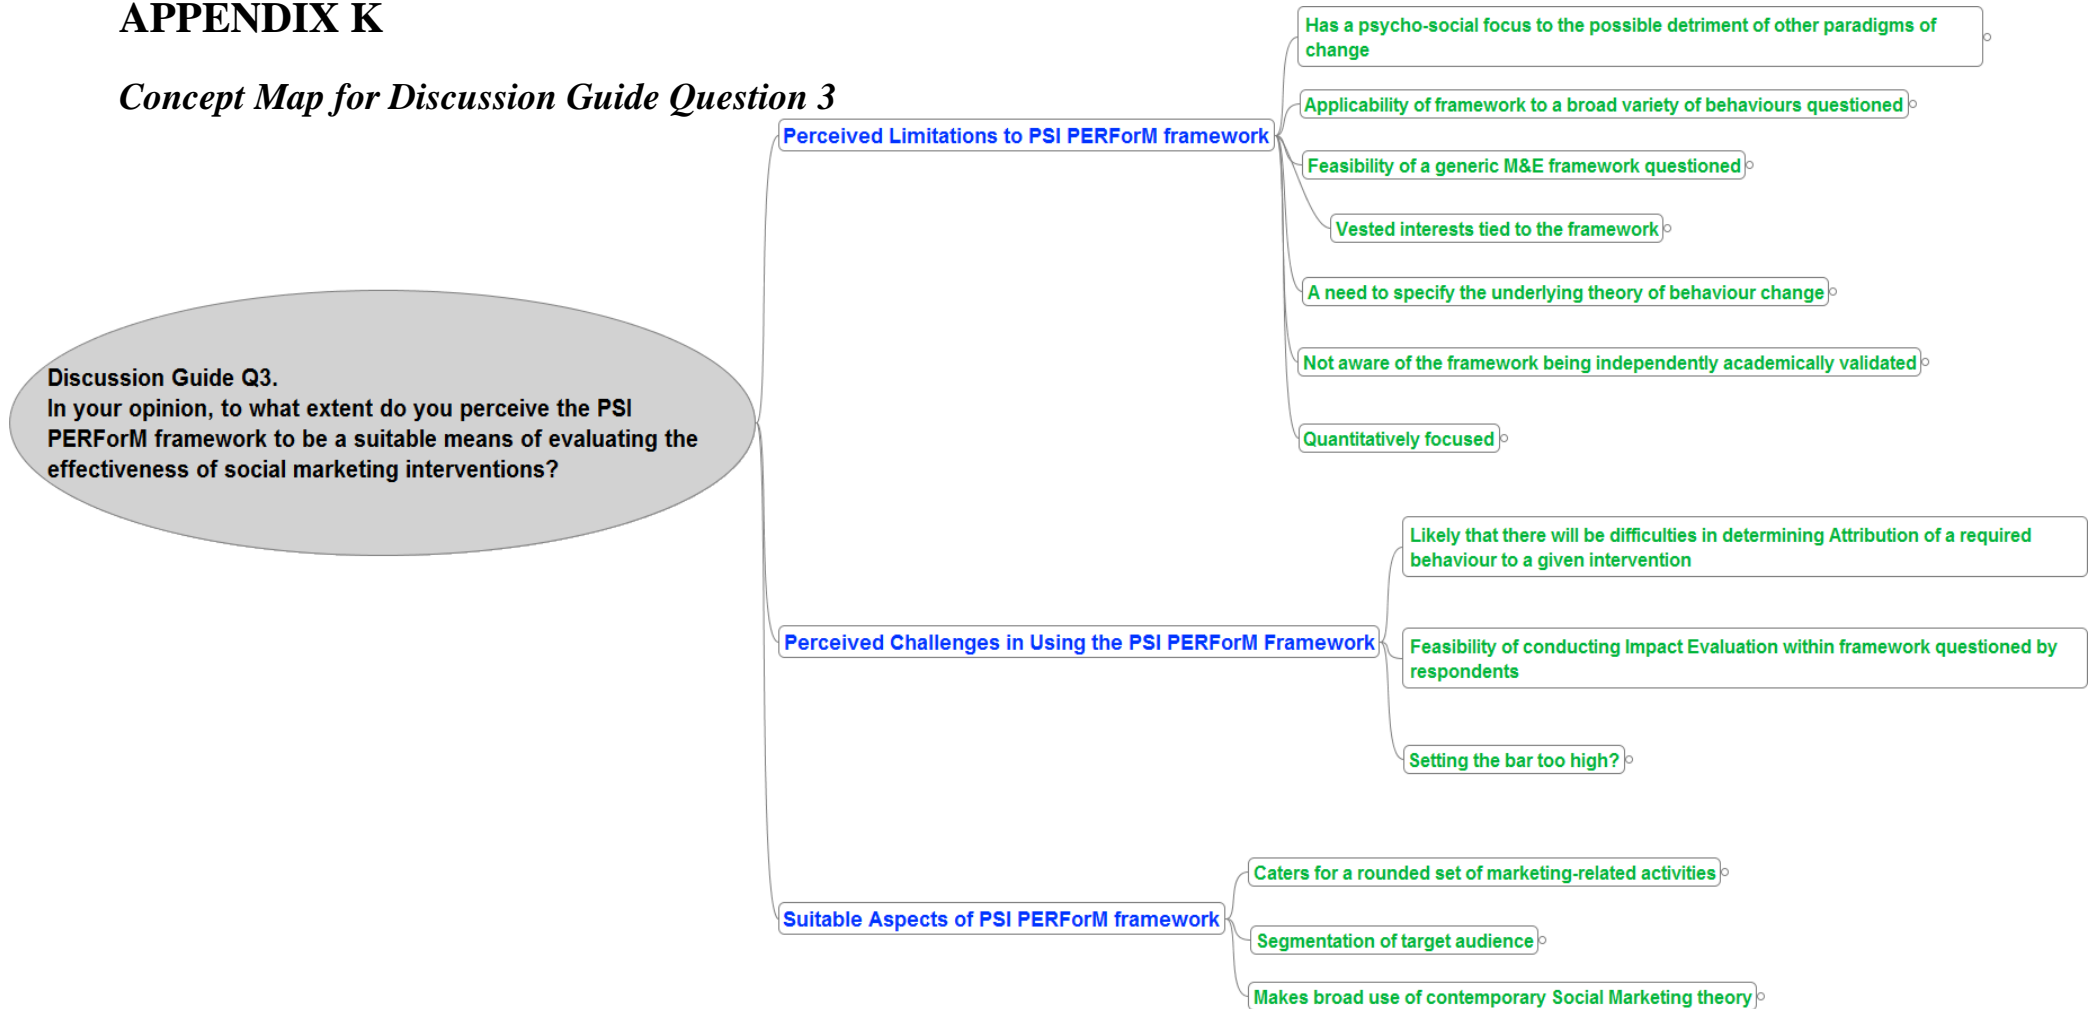 APPENDIX K
Concept Map for Discussion Guide Question 3
Discussion Guide Q3.
In your opinion, to what extent do you perceive the PSI
PERForM framework to be a suitable means of evaluating the
effectiveness of social marketing interventions?
Perceived Limitations to PSI PERForM framework
Has a psycho-social focus to the possible detriment of other paradigms of
change
Applicability of framework to a broad variety of behaviours questioned
Feasibility of a generic M&E framework questioned
Vested interests tied to the framework
A need to specify the underlying theory of behaviour change
Not aware of the framework being independently academically validated
Quantitatively focused
Perceived Challenges in Using the PSI PERForM Framework
Likely that there will be difficulties in determining Attribution of a required
behaviour to a given intervention
Feasibility of conducting Impact Evaluation within framework questioned by
respondents
Setting the bar too high?
Suitable Aspects of PSI PERForM framework
Caters for a rounded set of marketing-related activities
Segmentation of target audience
Makes broad use of contemporary Social Marketing theory